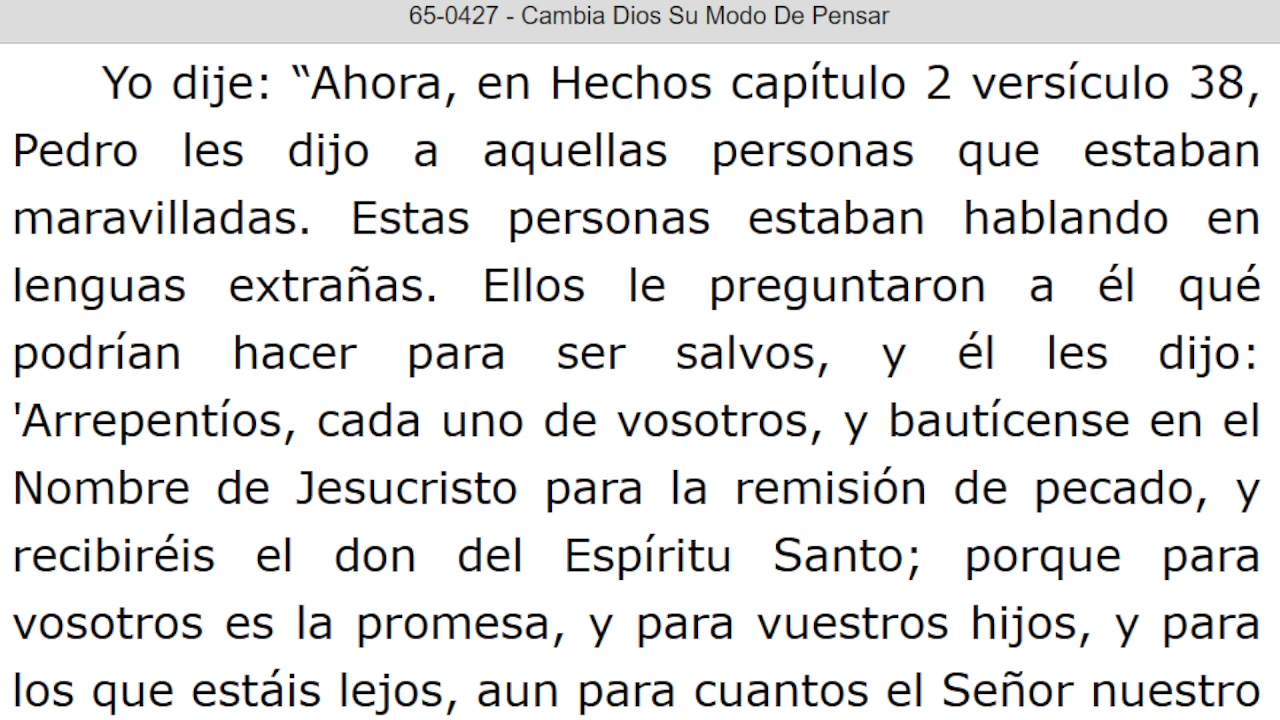 65-0427 - Cambia Dios Su Modo De Pensar
Yo dije: “Ahora, en Hechos capítulo 2 versículo 38,
Pedro les dijo a aquellas personas que estaban
maravilladas. Estas personas estaban hablando en
lenguas extrañas. Ellos le preguntaron a él qué
podrían hacer para ser salvos, y él les dijo:
'Arrepentíos, cada uno de vosotros, y bautícense en el
Nombre de Jesucristo para la remisión de pecado, y
recibiréis el don del Espíritu Santo; porque para
vosotros es la promesa, y para vuestros hijos, y para
los que estáis lejos, aun para cuantos el Señor nuestro